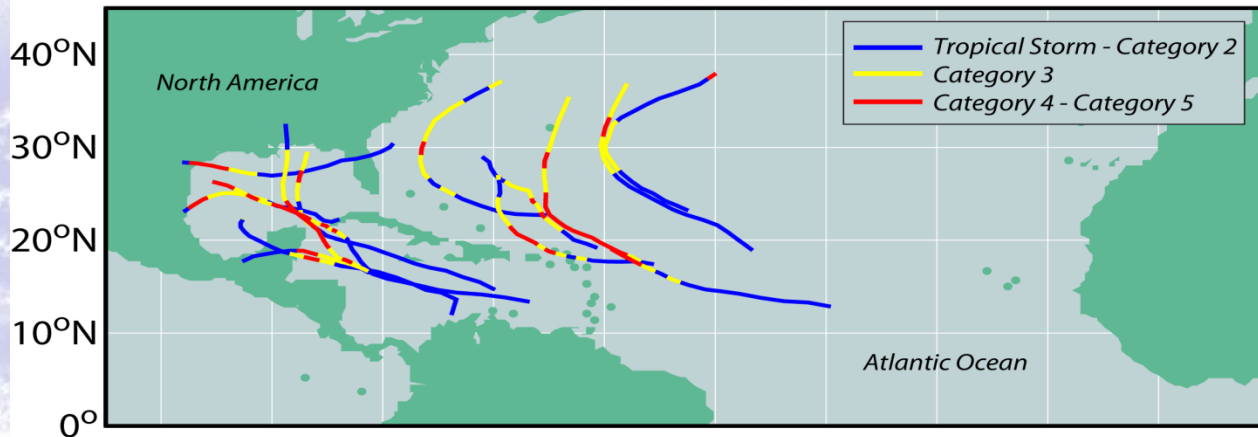 40°N
30°N
20°N
10°N
0°
North America
Atlantic Ocean
Tropical Storm - Category 2
Category 3
Category 4 - Category 5